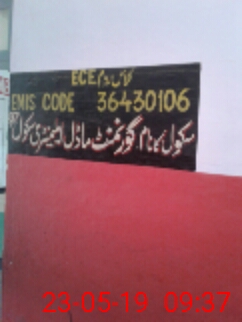 کلاس روم ECE
EMIS CODE 36430106
سکول کا نام گورنمنٹ ماڈل ایلیمنٹری سکول
23-05-19 09:37